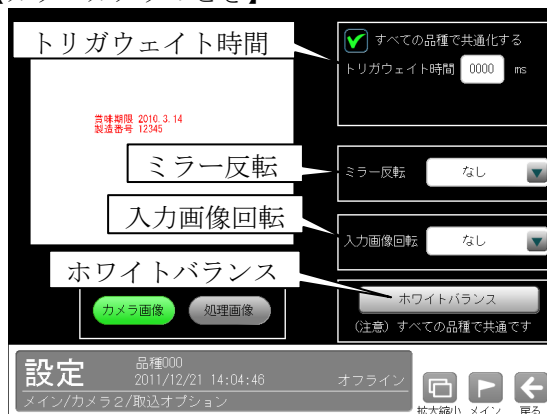 トリガウェイト時間
すべての品種で共通化する
トリガウェイト時間 0000 ms
賞味期限 2010.3.14
製造番号 12345
ミラー反転
ミラー反転 なし
入力画像回転
入力画像回転 なし
ホワイトバランス
ホワイトバランス
(注意) すべての品種で共通です
カメラ画像 処理画像
設定
品種000
2011/12/21 14:04:46
オフライン
メイン/カメラ2/取込オプション
拡大縮小 メイン 戻る